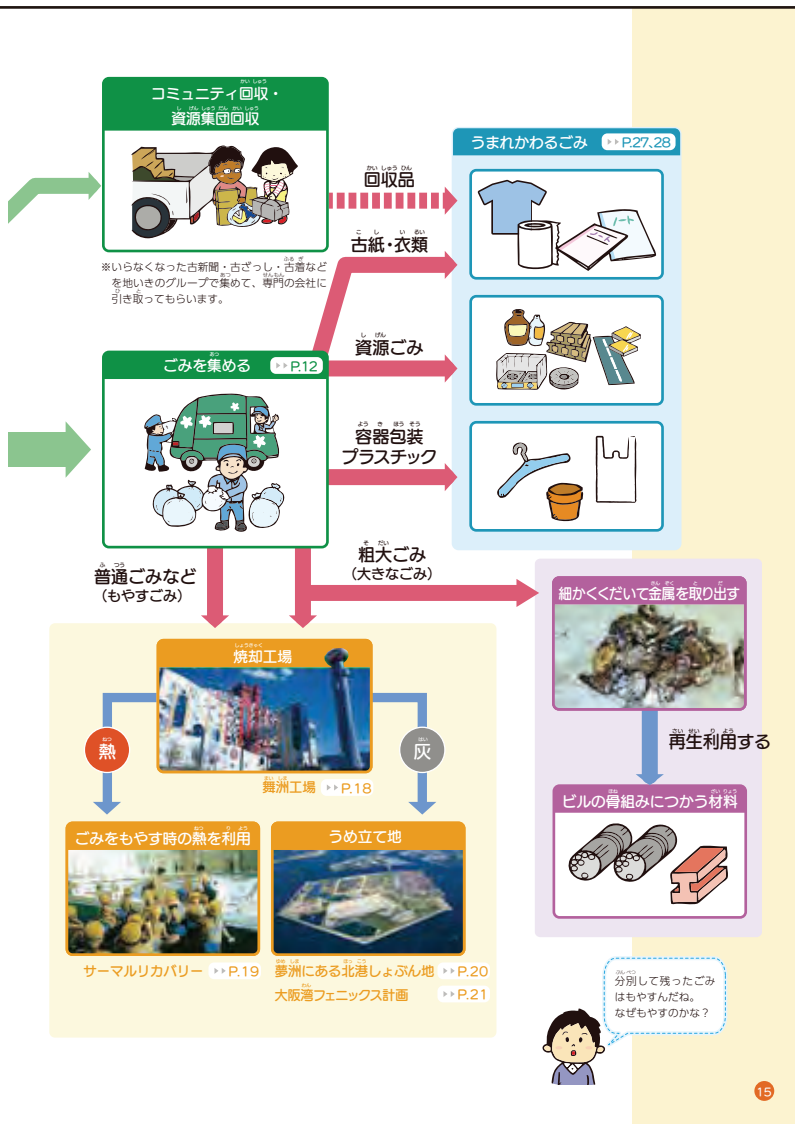 コミュニティ回収・
資源集団回収
※いらなくなった古新聞・古ざっし・古着など
を地いきのグループで集めて、専門の会社に
引き取ってもらいます。
回収品
古紙・衣類
資源ごみ
容器包装
プラスチック
うまれかわるごみ P.27、28
ノート
ノート
ごみを集める P.12
普通ごみなど
(もやすごみ)
粗大ごみ
(大きなごみ)
焼却工場
舞洲工場 P.18
熱
灰
ごみをもやす時の熱を利用
サーマルリカバリー P.19
うめ立て地
夢洲にある北港しょぶん地 P.20
大阪湾フェニックス計画 P.21
細かくくだいて金属を取り出す
再生利用する
ビルの骨組みにつかう材料
分別して残ったごみ
はもやすんだね。
なぜもやすのかな?
15